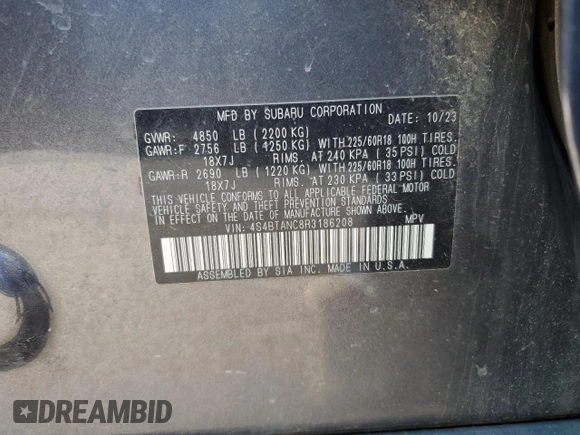 MFD BY SUBARU CORPORATION DATE: 10/23
GVWR: 4850 LB (2200 KG)
GAWR:F 2756 LB (1250 KG) WITH 225/60R18 100H TIRES.
18X7J RIMS. AT 240 KPA (35 PSI) COLD
GAWR:R 2690 LB (1220 KG) WITH 225/60R18 100H TIRES.
18X7J RIMS. AT 230 KPA (33 PSI) COLD
THIS VEHICLE CONFORMS TO ALL APPLICABLE FEDERAL MOTOR
VEHICLE SAFETY AND THEFT PREVENTION STANDARDS
IN EFFECT ON THE DATE OF MANUFACTURE SHOWN ABOVE.
VIN: 4S4BTANC8R3186208 MPV
ASSEMBLED BY SIA INC. MADE IN U.S.A.
DREAMBID